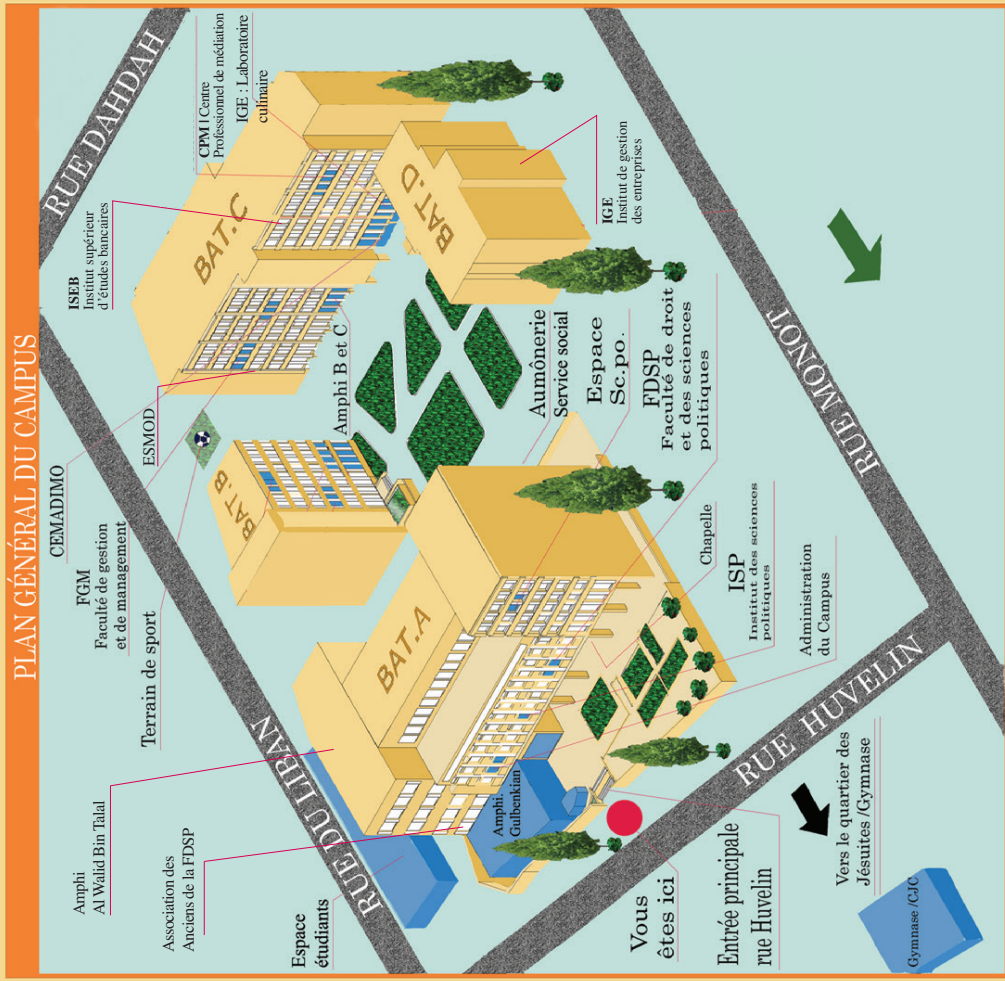 PLAN GÉNÉRAL DU CAMPUS
RUE DAHDAH
CPM | Centre
Professionnel de médiation
IGE : Laboratoire
culinaire
ISEB
Institut supérieur
d'études bancaires
BAT.C
BAT.D
IGE
Institut de gestion
des entreprises
ESMOD
CEMADIMO
FGM
Faculté de gestion
et de management
Terrain de sport
BAT.B
Amphi B et C
Aumônerie
Service social
Espace
Sc.po.
FDSP
Faculté de droit
et des sciences
politiques
RUE MONOT
BAT.A
Chapelle
ISP
Institut des sciences
politiques
Administration
du Campus
Amphi
Al Walid Bin Talal
Association des
Anciens de la FDSP
RUE DU LIBAN
Espace
étudiants
Amphi.
Gulbenkian
RUE HUVELIN
Vous
êtes ici
Entrée principale
rue Huvelin
Vers le quartier des
Jésuites /Gymnase
Gymnase /CJC